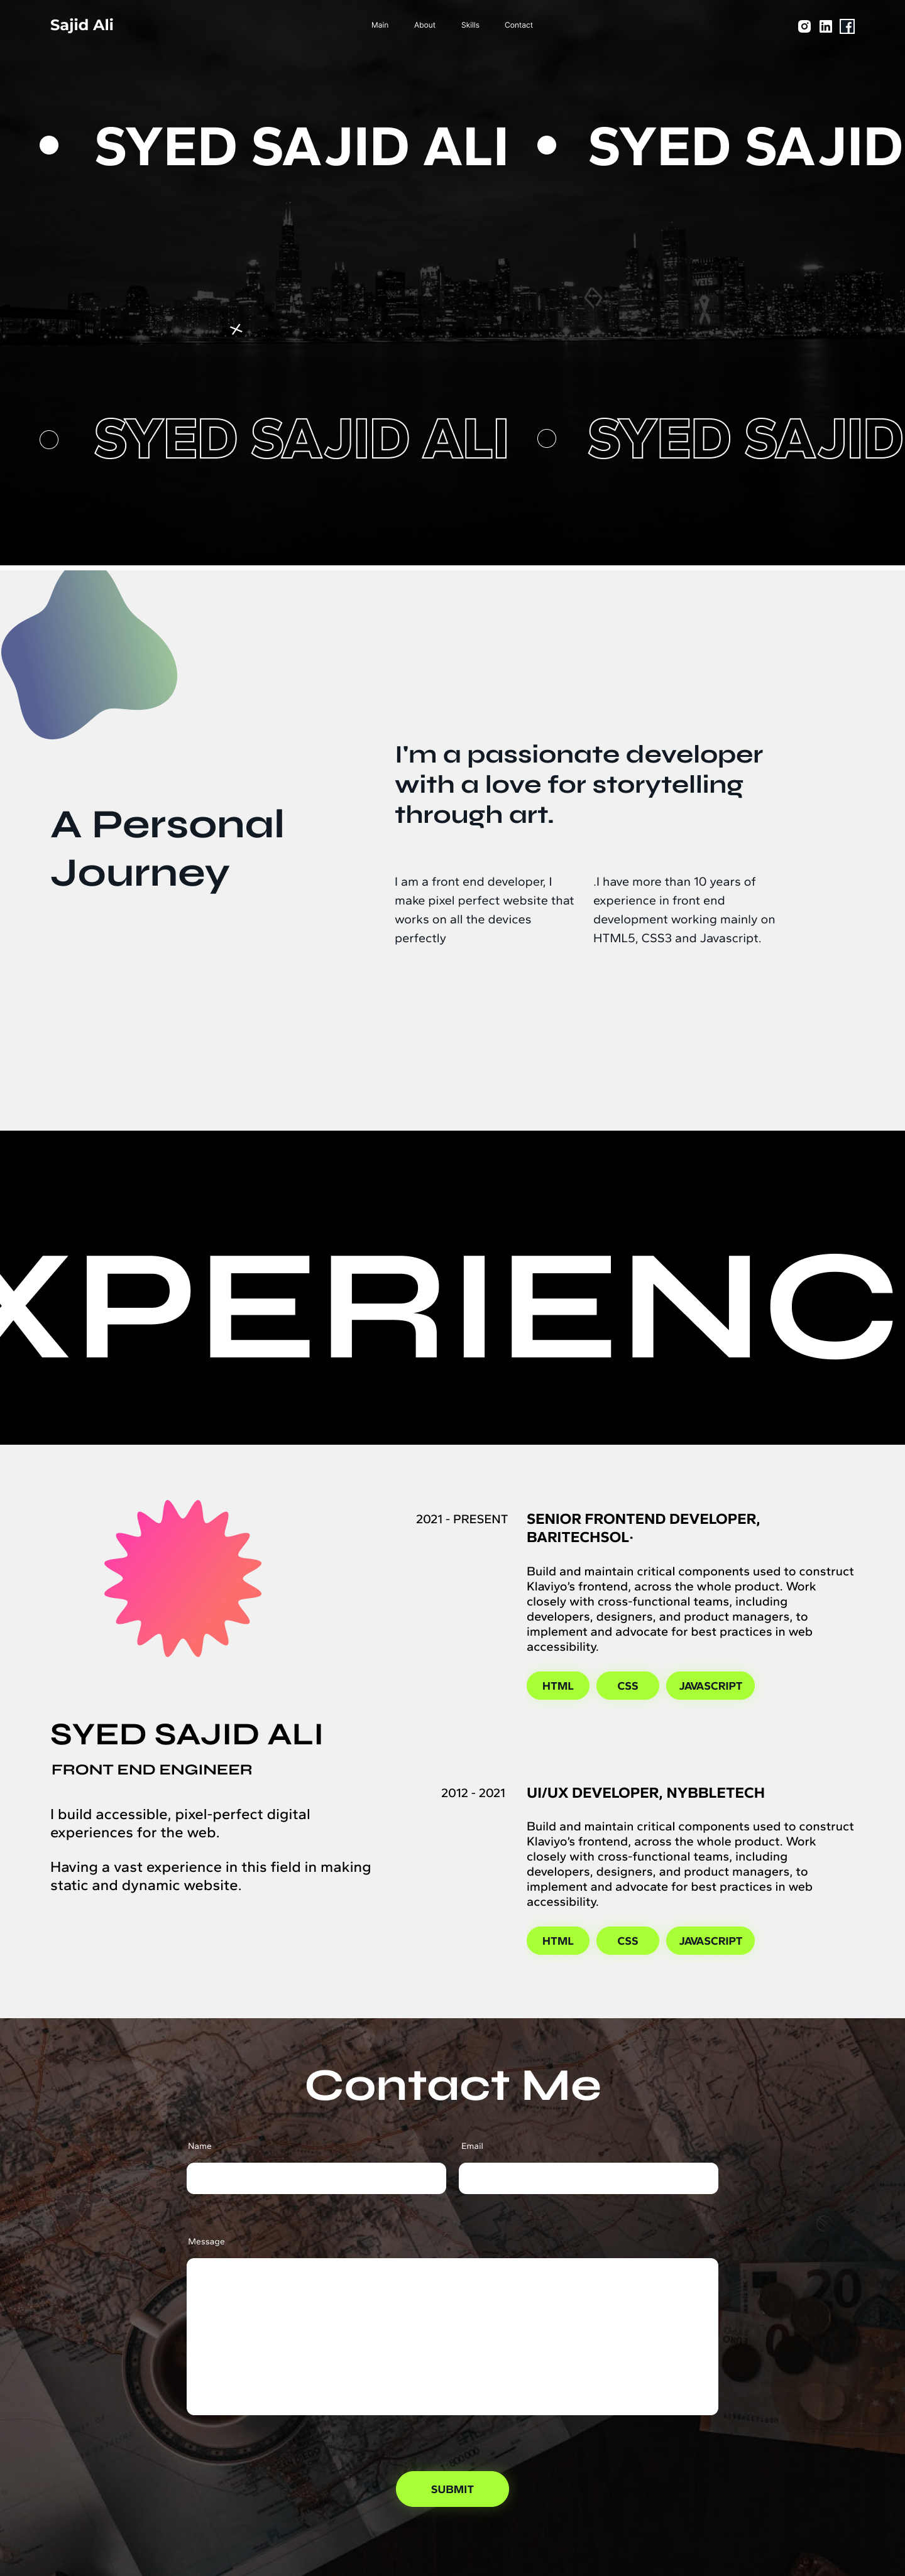 Sajid Ali
Main
About
Skills
Contact
SYED SAJID ALI
SYED SAJID
VETS
SYED SAJID ALI
SYED SAJID
A Personal
Journey
I'm a passionate developer
with a love for storytelling
through art.
I am a front end developer, I
make pixel perfect website that
works on all the devices
perfectly
.I have more than 10 years of
experience in front end
development working mainly on
HTML5, CSS3 and Javascript.
XPERIENC
SYED SAJID ALI
FRONT END ENGINEER
I build accessible, pixel-perfect digital
experiences for the web.
Having a vast experience in this field in making
static and dynamic website.
2021 - PRESENT
SENIOR FRONTEND DEVELOPER,
BARITECHSOL·
Build and maintain critical components used to construct
Klaviyo’s frontend, across the whole product. Work
closely with cross-functional teams, including
developers, designers, and product managers, to
implement and advocate for best practices in web
accessibility.
HTML
CSS
JAVASCRIPT
2012 - 2021
UI/UX DEVELOPER, NYBBLETECH
Build and maintain critical components used to construct
Klaviyo’s frontend, across the whole product. Work
closely with cross-functional teams, including
developers, designers, and product managers, to
implement and advocate for best practices in web
accessibility.
HTML
CSS
JAVASCRIPT
Contact Me
Name
Email
Message
20
SUBMIT